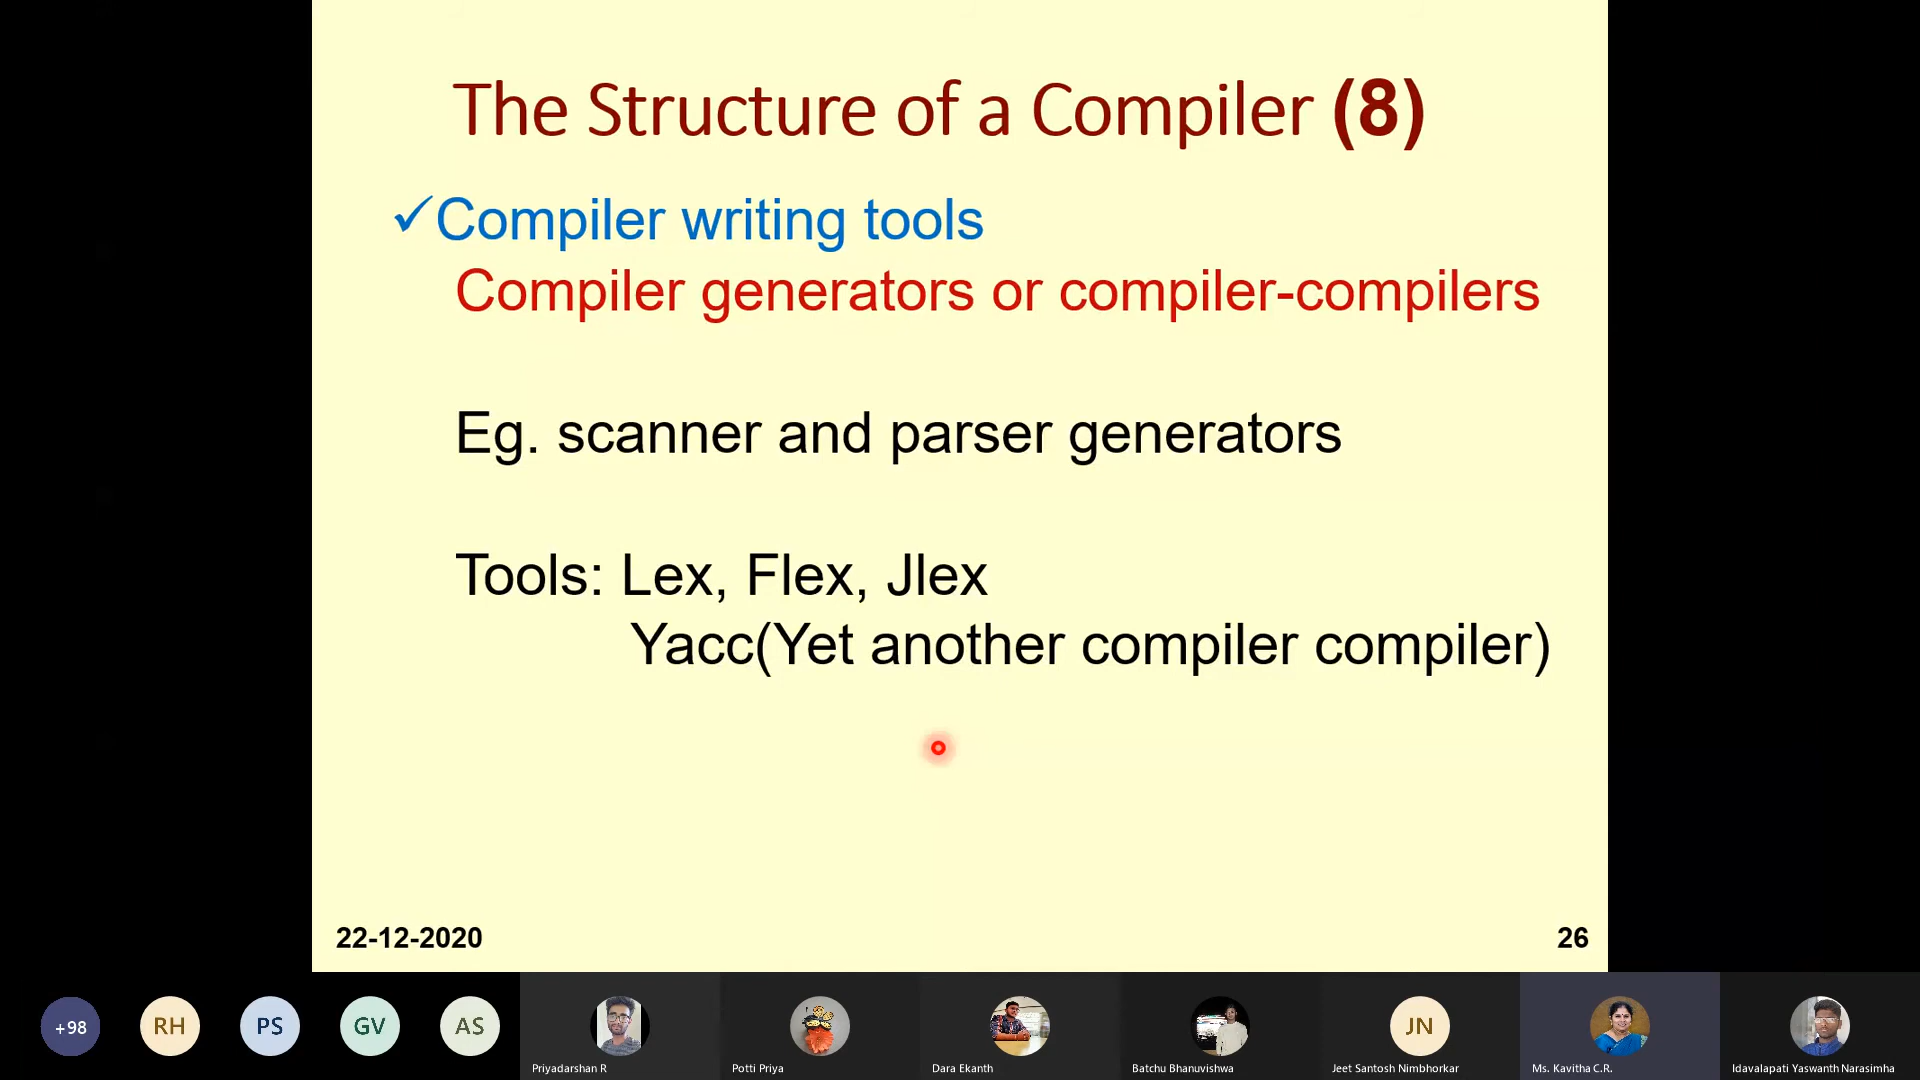 The Structure of a Compiler (8)
✓Compiler writing tools
Compiler generators or compiler-compilers
Eg. scanner and parser generators
Tools: Lex, Flex, Jlex
Yacc(Yet another compiler compiler)
22-12-2020
26
+98
RH
PS
GV
AS
JN
Priyadarshan R
Potti Priya
Dara Ekanth
Batchu Bhanuvishwa
Jeet Santosh Nimbhorkar
Ms. Kavitha C.R.
Idavalapati Yaswanth Narasimha